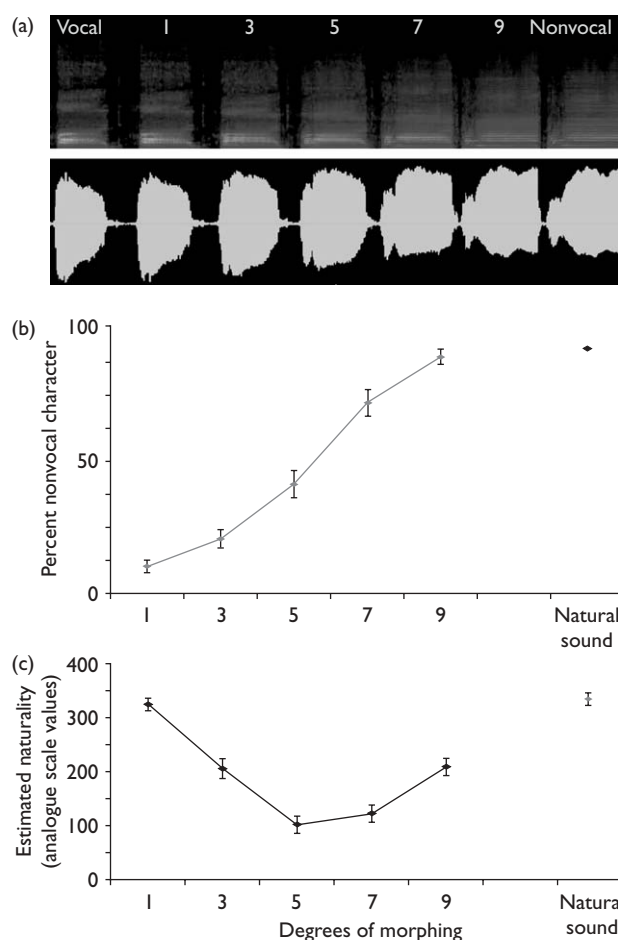 (a)
Vocal 1 3 5 7 9 Nonvocal
(b)
100
50
0
Percent nonvocal character
1 3 5 7 9 Natural
sound
(c)
400
300
200
100
0
Estimated naturality
(analogue scale values)
1 3 5 7 9 Natural
sound
Degrees of morphing